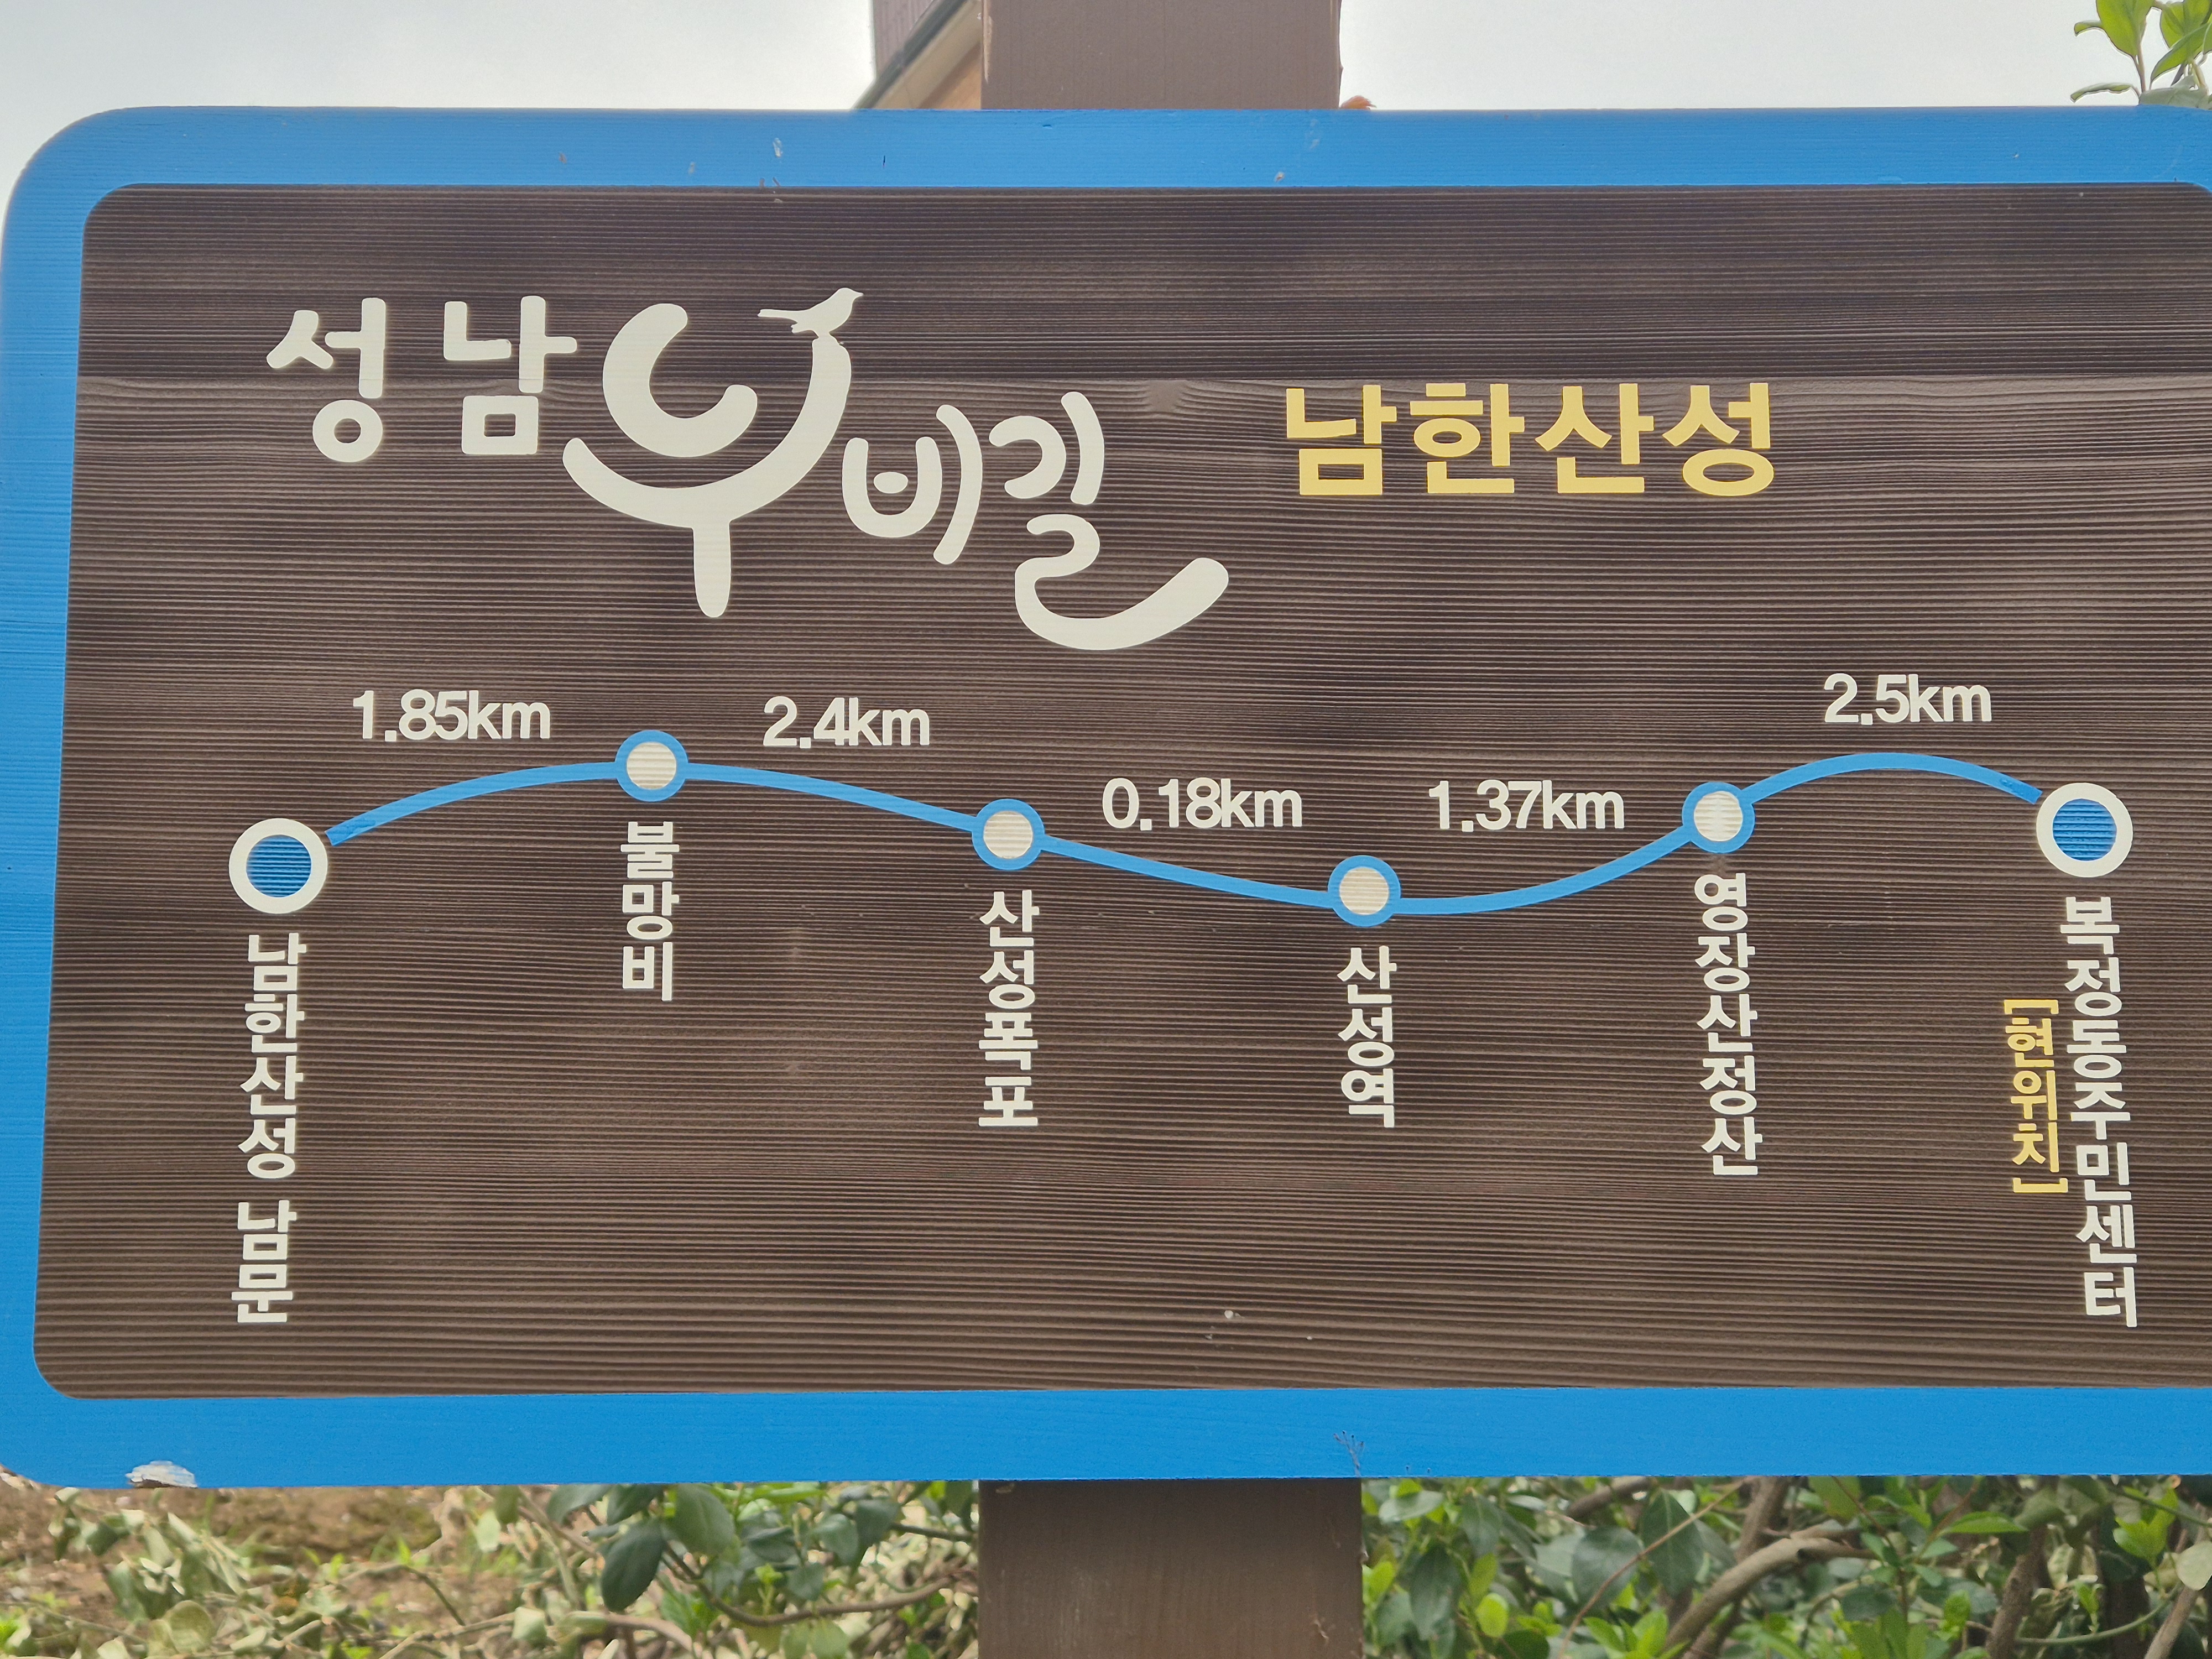 성남누비길
남한산성
1.85km
2.4km
0.18km
1.37km
2.5km
남한산성 남문
불망비
산성폭포
산성역
영장산정산
복정동주민센터
[현위치]